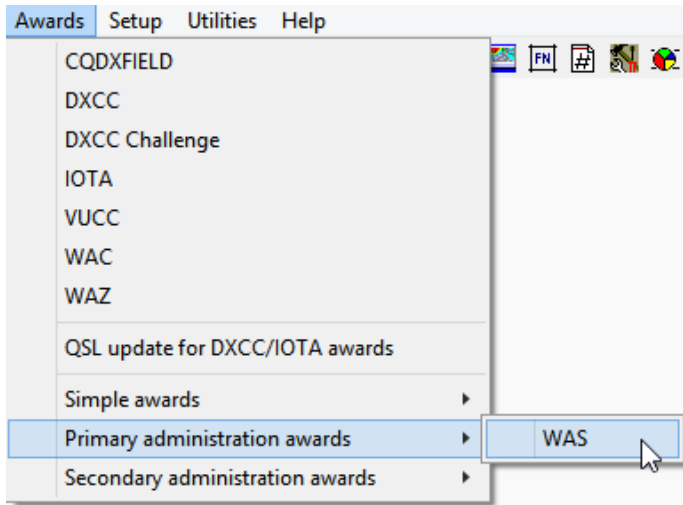 Awards Setup Utilities Help
FN #
CQDXFIELD
DXCC
DXCC Challenge
IOTA
VUCC
WAC
WAZ
QSL update for DXCC/IOTA awards
Simple awards
Primary administration awards
WAS
Secondary administration awards